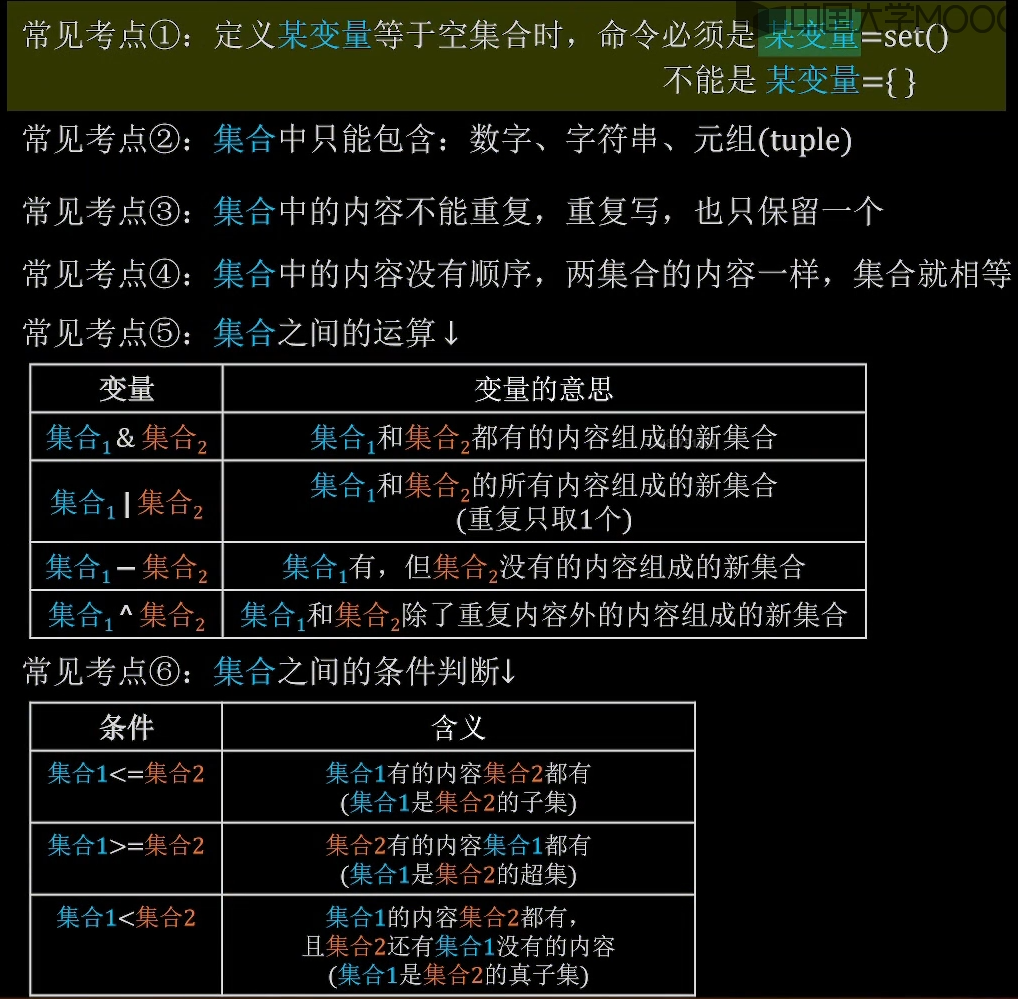 中国大学MOOC
常见考点①：定义某变量等于空集合时，命令必须是 某变量=set()
不能是 某变量={ }
常见考点②：集合中只能包含：数字、字符串、元组(tuple)
常见考点③：集合中的内容不能重复，重复写，也只保留一个
常见考点④：集合中的内容没有顺序，两集合的内容一样，集合就相等
常见考点⑤：集合之间的运算↓
变量 变量的意思
集合₁ & 集合₂ 集合₁和集合₂都有的内容组成的新集合
集合₁ | 集合₂ 集合₁和集合₂的所有内容组成的新集合
(重复只取1个)
集合₁ − 集合₂ 集合₁有，但集合₂没有的内容组成的新集合
集合₁ ^ 集合₂ 集合₁和集合₂除了重复内容外的内容组成的新集合
常见考点⑥：集合之间的条件判断↓
条件 含义
集合1<=集合2 集合1有的内容集合2都有
(集合1是集合2的子集)
集合1>=集合2 集合2有的内容集合1都有
(集合1是集合2的超集)
集合1<集合2 集合1的内容集合2都有，
且集合2还有集合1没有的内容
(集合1是集合2的真子集)